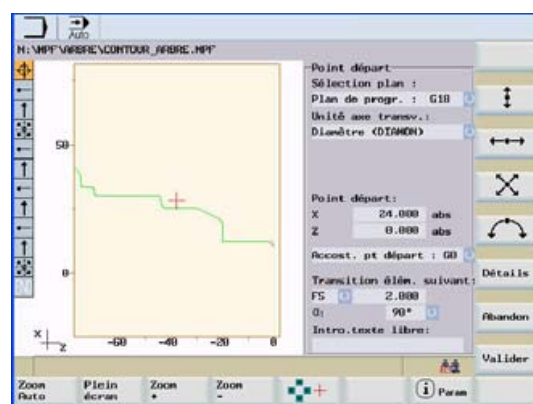 Auto
N:\MPF\ARBRE\CONTOUR_ARBRE.MPF
Point départ
Sélection plan :
Plan de progr. : G18
Unité axe transv.:
Diamètre (DIAMON)
50
Point départ:
X 24.000 abs
Z 0.000 abs
Accost. pt départ : G0
Détails
Transition élém. suivant:
FS 2.000
α: 90°
Abandon
Intro.texte libre:
0
X
Z
-60 -40 -20 0
Valider
Zoom Auto
Plein écran
Zoom +
Zoom -
i Param